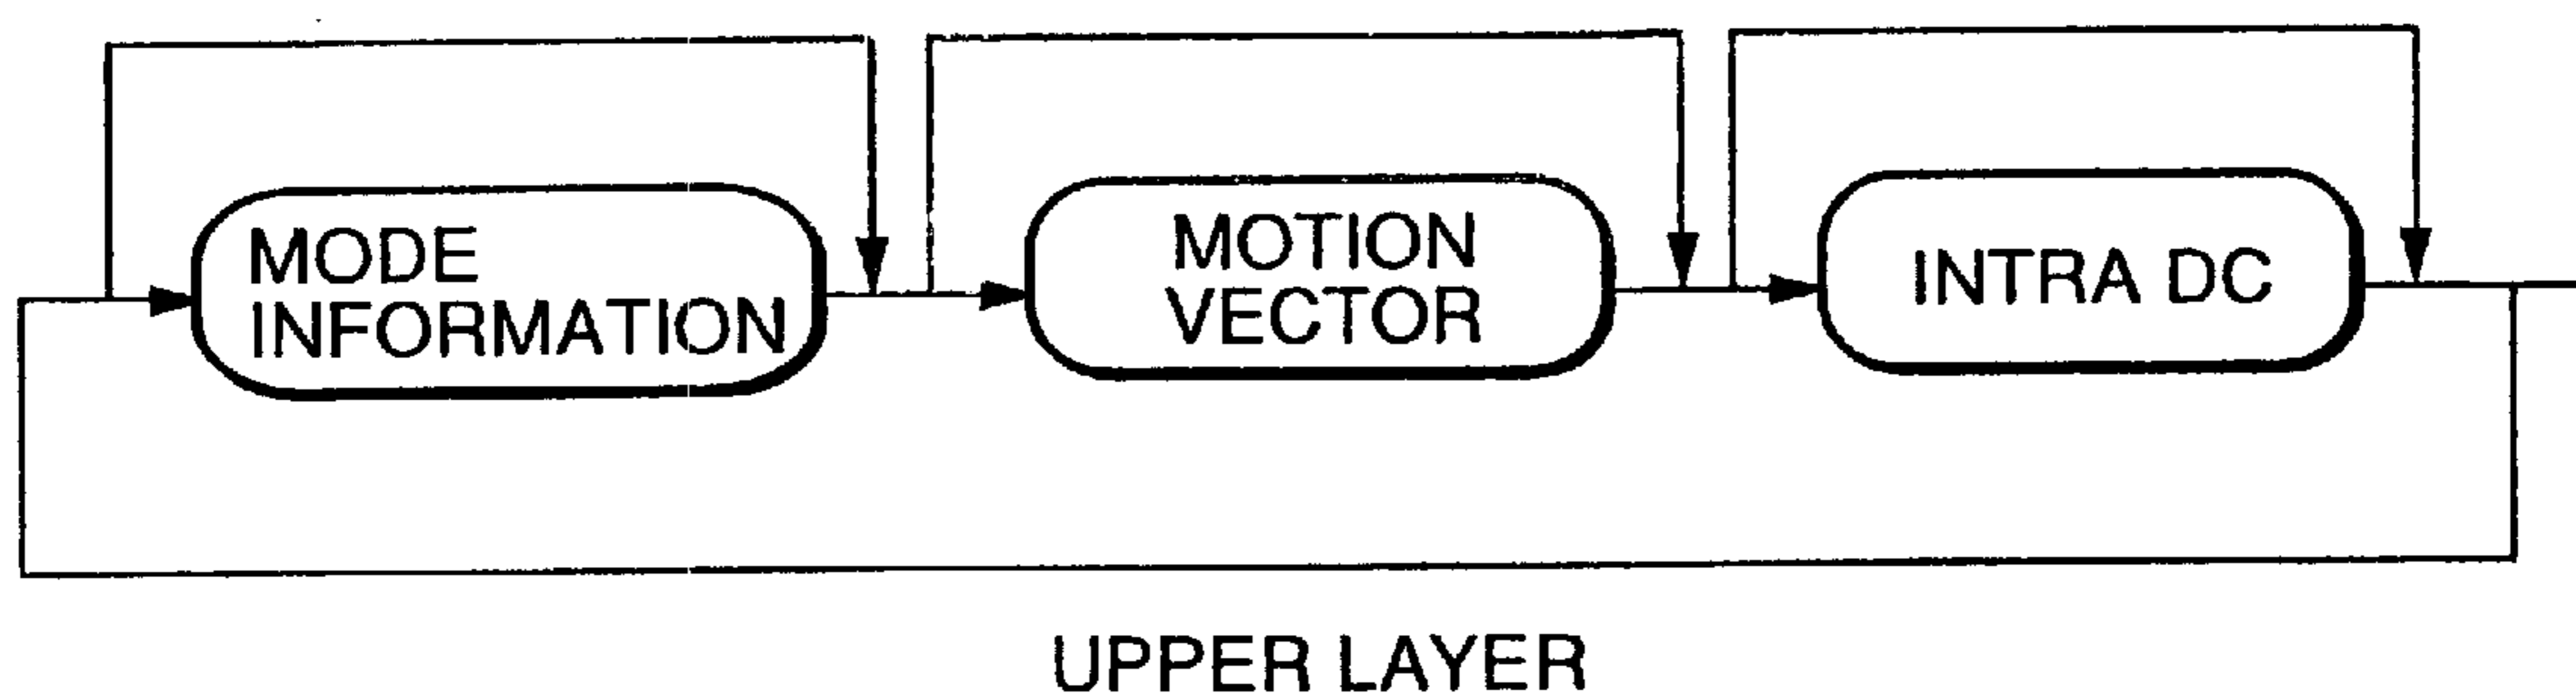 MODE
INFORMATION
MOTION
VECTOR
INTRA DC
UPPER LAYER